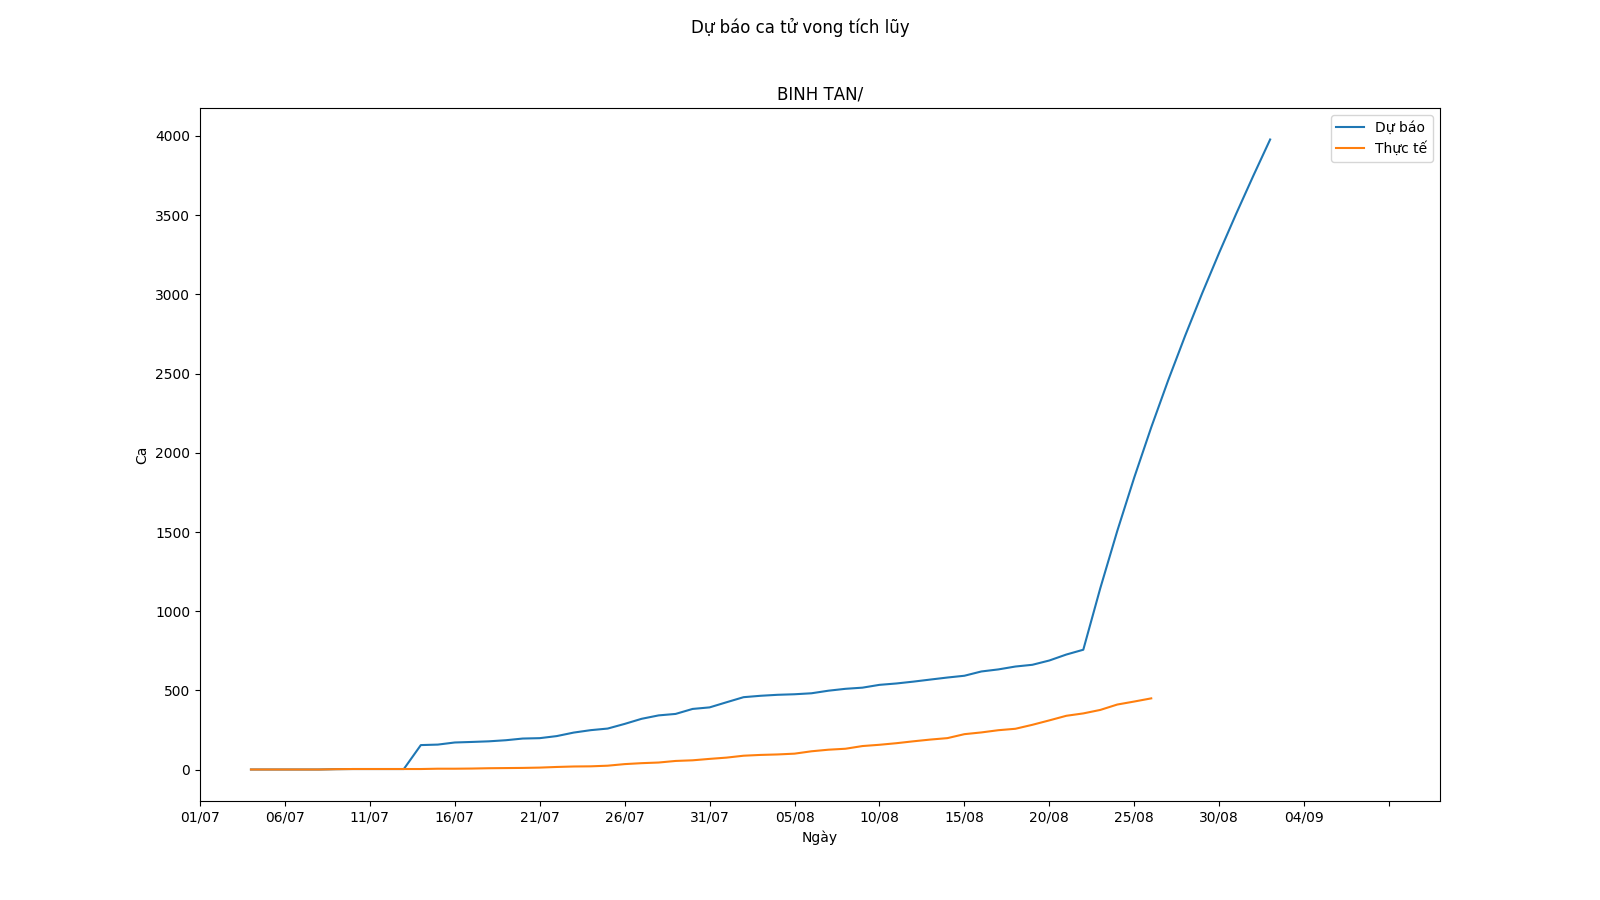 Dự báo ca tử vong tích lũy
BINH TAN/
Dự báo
Thực tế
4000
3500
3000
2500
2000
1500
1000
500
0
Ca
01/07 06/07 11/07 16/07 21/07 26/07 31/07 05/08 10/08 15/08 20/08 25/08 30/08 04/09
Ngày